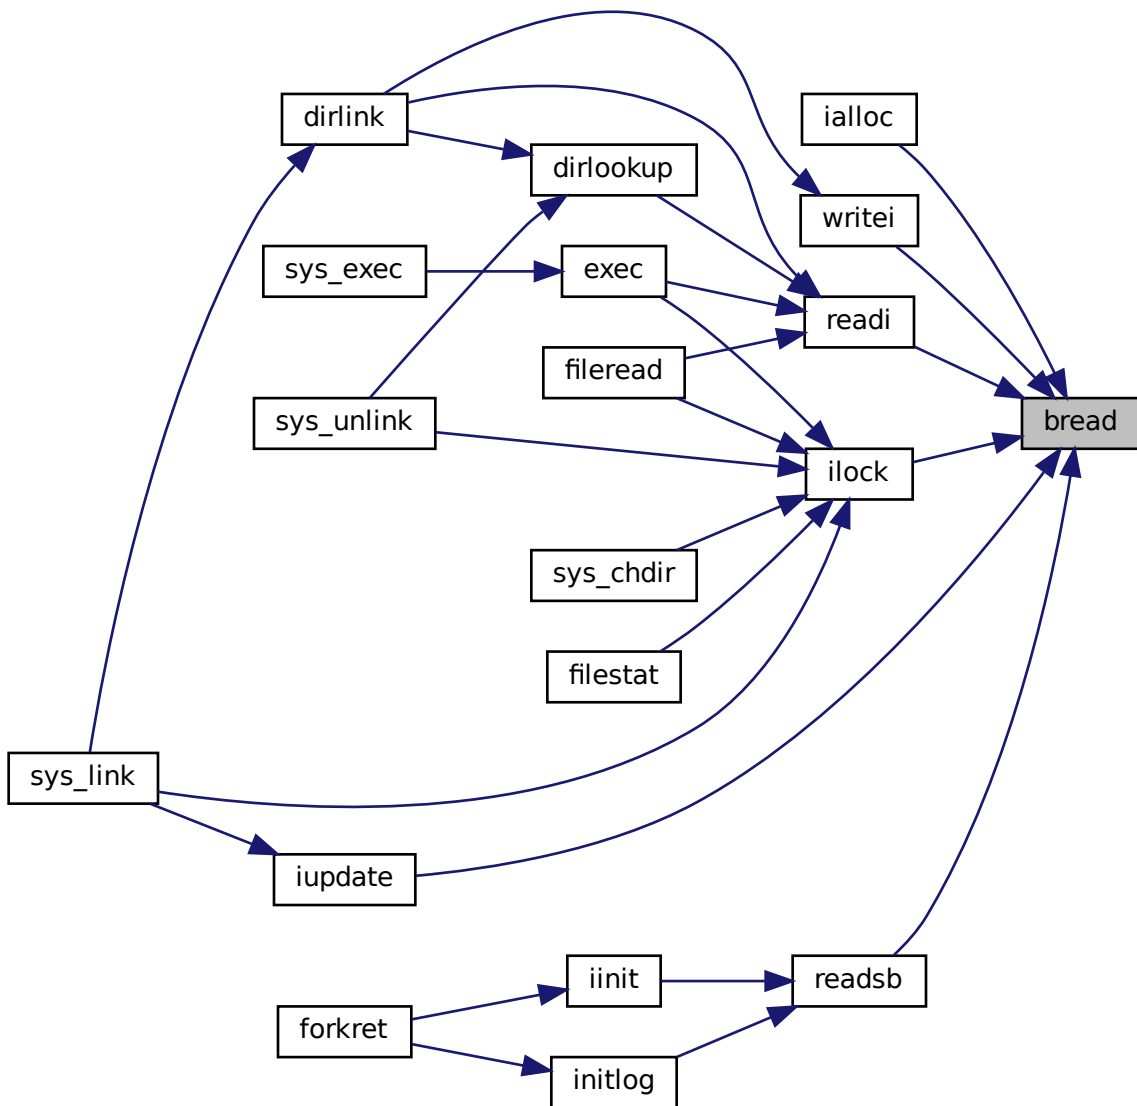 dirlink
ialloc
dirlookup
writei
sys_exec
exec
readi
fileread
sys_unlink
bread
ilock
sys_chdir
filestat
sys_link
iupdate
iinit
readsb
forkret
initlog